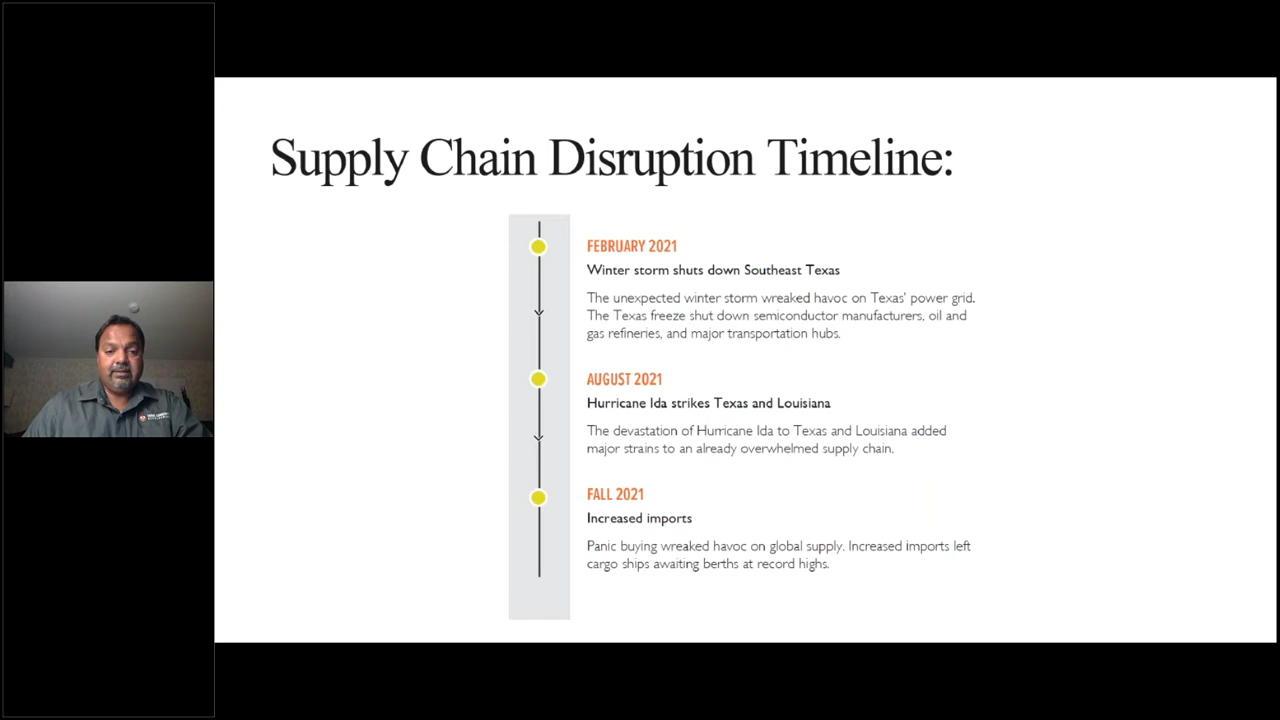 Supply Chain Disruption Timeline:
FEBRUARY 2021
Winter storm shuts down Southeast Texas
The unexpected winter storm wreaked havoc on Texas' power grid.
The Texas freeze shut down semiconductor manufacturers, oil and
gas refineries, and major transportation hubs.
AUGUST 2021
Hurricane Ida strikes Texas and Louisiana
The devastation of Hurricane Ida to Texas and Louisiana added
major strains to an already overwhelmed supply chain.
FALL 2021
Increased imports
Panic buying wreaked havoc on global supply. Increased imports left
cargo ships awaiting berths at record highs.